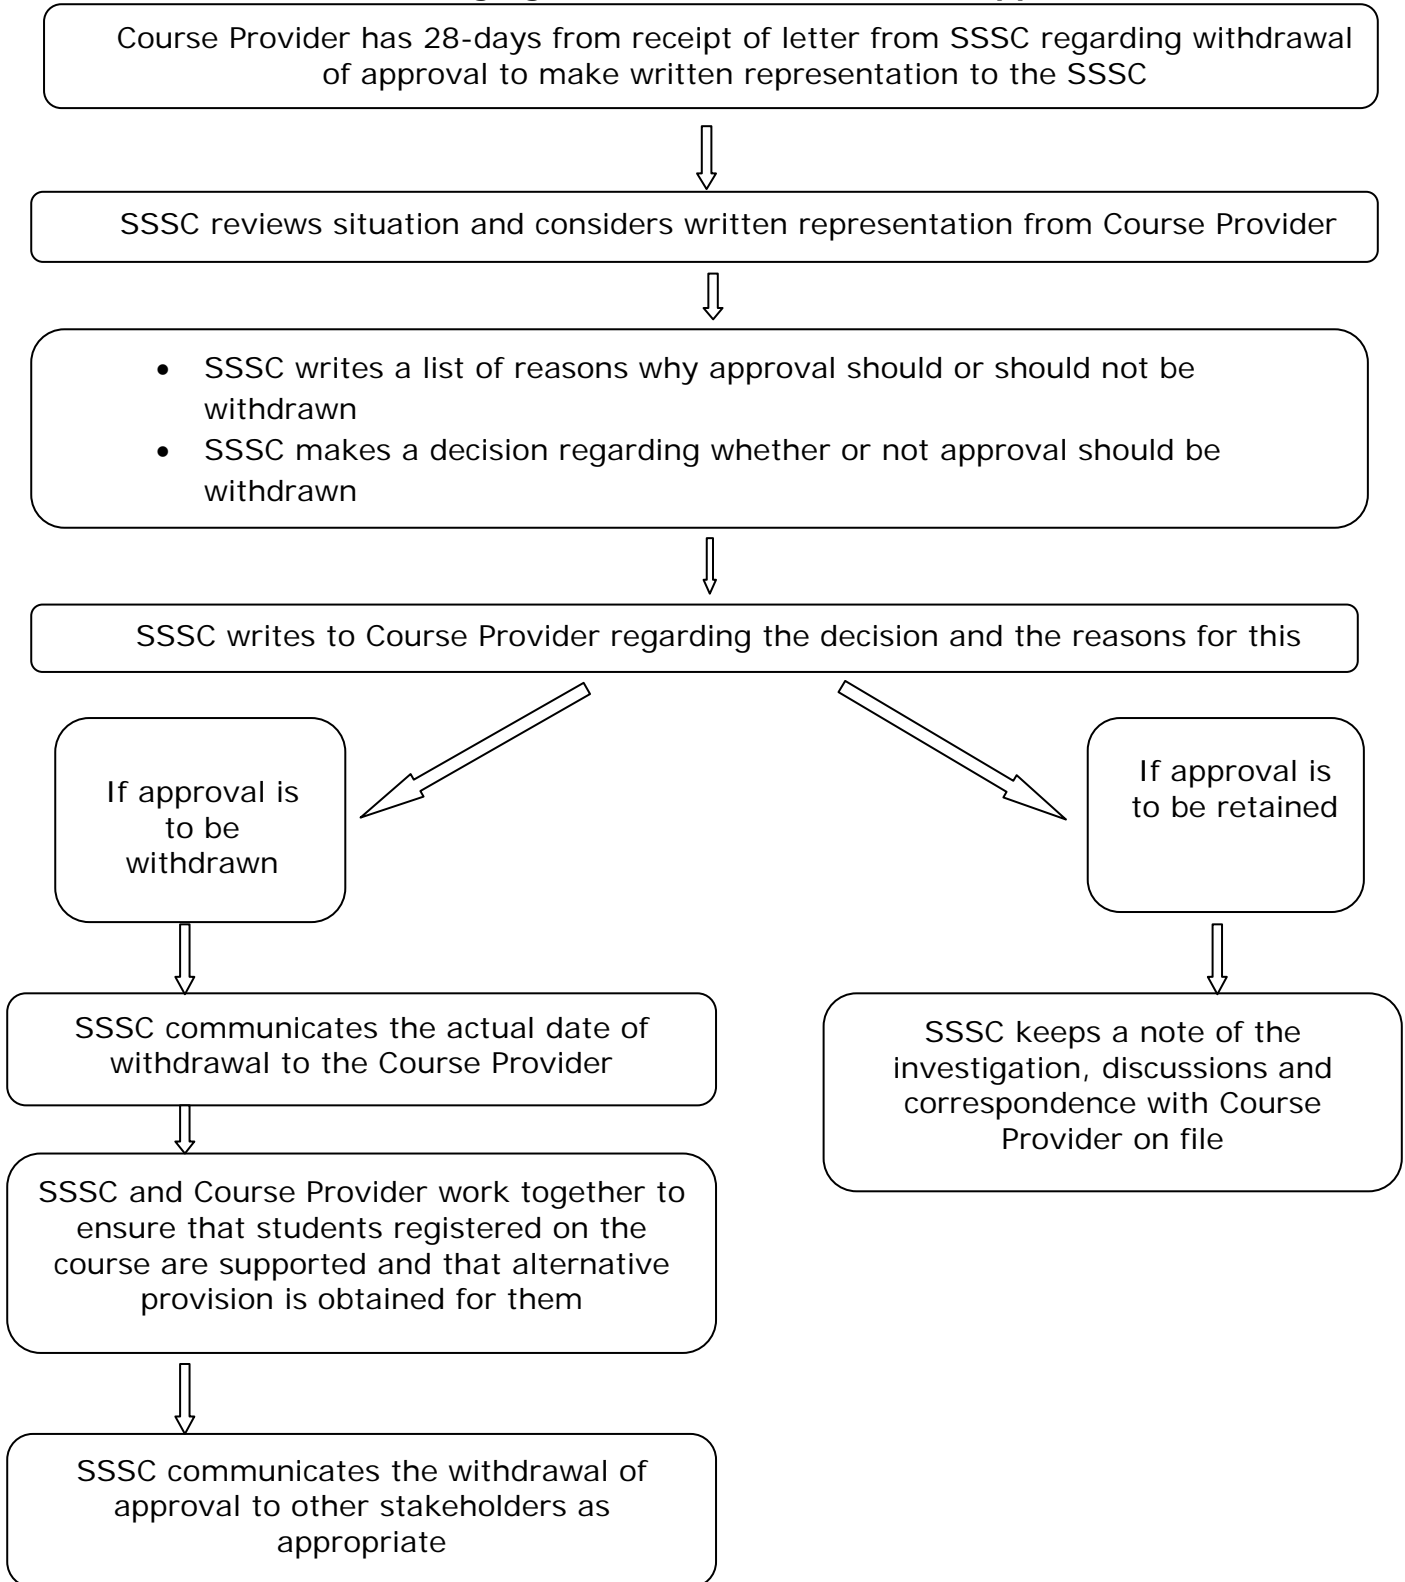 Course Provider has 28-days from receipt of letter from SSSC regarding withdrawal
of approval to make written representation to the SSSC
SSSC reviews situation and considers written representation from Course Provider
• SSSC writes a list of reasons why approval should or should not be
withdrawn
• SSSC makes a decision regarding whether or not approval should be
withdrawn
SSSC writes to Course Provider regarding the decision and the reasons for this
If approval is
to be
withdrawn
If approval is
to be retained
SSSC communicates the actual date of
withdrawal to the Course Provider
SSSC keeps a note of the
investigation, discussions and
correspondence with Course
Provider on file
SSSC and Course Provider work together to
ensure that students registered on the
course are supported and that alternative
provision is obtained for them
SSSC communicates the withdrawal of
approval to other stakeholders as
appropriate